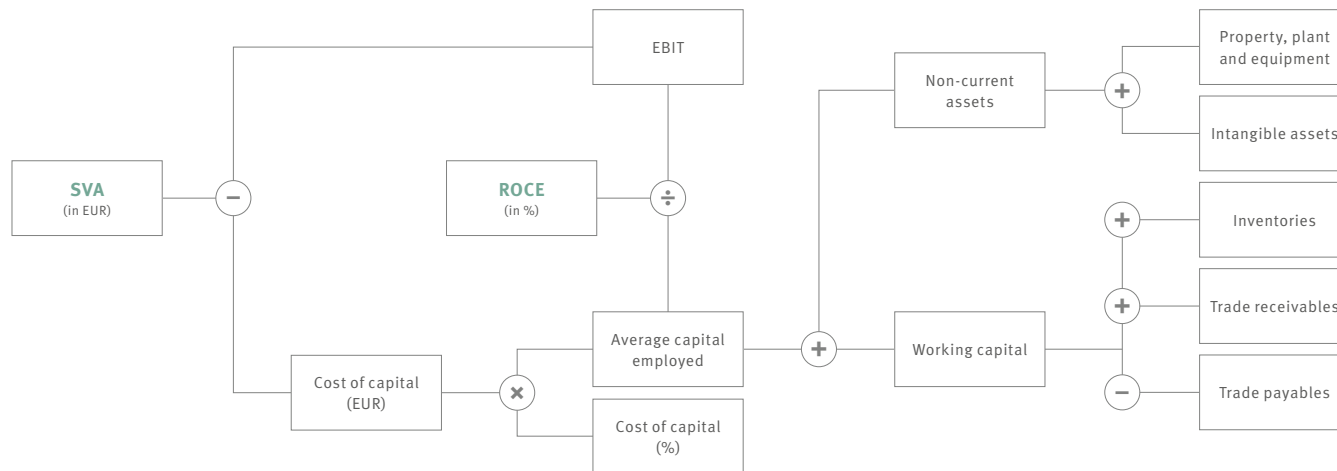 EBIT
Property, plant
and equipment
Non-current
assets
+
Intangible assets
SVA
(in EUR)
−
ROCE
(in %)
÷
+
Inventories
+
Trade receivables
Average capital
employed
+
Working capital
Cost of capital
(EUR)
×
−
Trade payables
Cost of capital
(%)